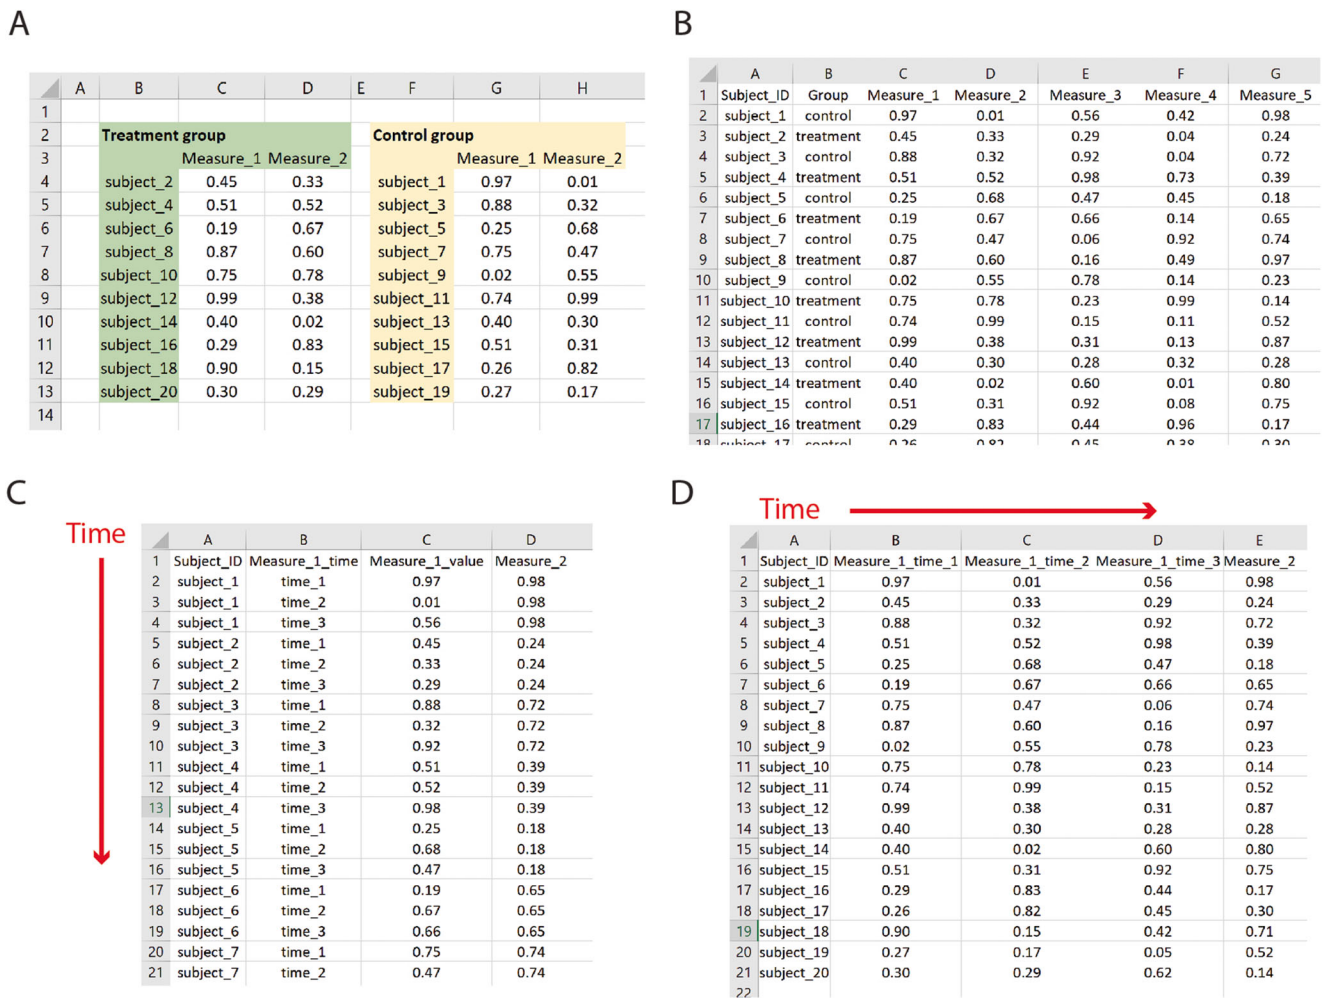 A
A B C D E F G H
1
2 Treatment group Control group
3 Measure_1 Measure_2 Measure_1 Measure_2
4 subject_2 0.45 0.33 subject_1 0.97 0.01
5 subject_4 0.51 0.52 subject_3 0.88 0.32
6 subject_6 0.19 0.67 subject_5 0.25 0.68
7 subject_8 0.87 0.60 subject_7 0.75 0.47
8 subject_10 0.75 0.78 subject_9 0.02 0.55
9 subject_12 0.99 0.38 subject_11 0.74 0.99
10 subject_14 0.40 0.02 subject_13 0.40 0.30
11 subject_16 0.29 0.83 subject_15 0.51 0.31
12 subject_18 0.90 0.15 subject_17 0.26 0.82
13 subject_20 0.30 0.29 subject_19 0.27 0.17
14
B
A B C D E F G
1 Subject_ID Group Measure_1 Measure_2 Measure_3 Measure_4 Measure_5
2 subject_1 control 0.97 0.01 0.56 0.42 0.98
3 subject_2 treatment 0.45 0.33 0.29 0.04 0.24
4 subject_3 control 0.88 0.32 0.92 0.04 0.72
5 subject_4 treatment 0.51 0.52 0.98 0.73 0.39
6 subject_5 control 0.25 0.68 0.47 0.45 0.18
7 subject_6 treatment 0.19 0.67 0.66 0.14 0.65
8 subject_7 control 0.75 0.47 0.06 0.92 0.74
9 subject_8 treatment 0.87 0.60 0.16 0.49 0.97
10 subject_9 control 0.02 0.55 0.78 0.14 0.23
11 subject_10 treatment 0.75 0.78 0.23 0.99 0.14
12 subject_11 control 0.74 0.99 0.15 0.11 0.52
13 subject_12 treatment 0.99 0.38 0.31 0.13 0.87
14 subject_13 control 0.40 0.30 0.28 0.32 0.28
15 subject_14 treatment 0.40 0.02 0.60 0.01 0.80
16 subject_15 control 0.51 0.31 0.92 0.08 0.75
17 subject_16 treatment 0.29 0.83 0.44 0.96 0.17
18 subject_17 control 0.26 0.82 0.45 0.38 0.30
C
Time
A B C D
1 Subject_ID Measure_1_time Measure_1_value Measure_2
2 subject_1 time_1 0.97 0.98
3 subject_1 time_2 0.01 0.98
4 subject_1 time_3 0.56 0.98
5 subject_2 time_1 0.45 0.24
6 subject_2 time_2 0.33 0.24
7 subject_2 time_3 0.29 0.24
8 subject_3 time_1 0.88 0.72
9 subject_3 time_2 0.32 0.72
10 subject_3 time_3 0.92 0.72
11 subject_4 time_1 0.51 0.39
12 subject_4 time_2 0.52 0.39
13 subject_4 time_3 0.98 0.39
14 subject_5 time_1 0.25 0.18
15 subject_5 time_2 0.68 0.18
16 subject_5 time_3 0.47 0.18
17 subject_6 time_1 0.19 0.65
18 subject_6 time_2 0.67 0.65
19 subject_6 time_3 0.66 0.65
20 subject_7 time_1 0.75 0.74
21 subject_7 time_2 0.47 0.74
D
Time
A B C D E
1 Subject_ID Measure_1_time_1 Measure_1_time_2 Measure_1_time_3 Measure_2
2 subject_1 0.97 0.01 0.56 0.98
3 subject_2 0.45 0.33 0.29 0.24
4 subject_3 0.88 0.32 0.92 0.72
5 subject_4 0.51 0.52 0.98 0.39
6 subject_5 0.25 0.68 0.47 0.18
7 subject_6 0.19 0.67 0.66 0.65
8 subject_7 0.75 0.47 0.06 0.74
9 subject_8 0.87 0.60 0.16 0.97
10 subject_9 0.02 0.55 0.78 0.23
11 subject_10 0.75 0.78 0.23 0.14
12 subject_11 0.74 0.99 0.15 0.52
13 subject_12 0.99 0.38 0.31 0.87
14 subject_13 0.40 0.30 0.28 0.28
15 subject_14 0.40 0.02 0.60 0.80
16 subject_15 0.51 0.31 0.92 0.75
17 subject_16 0.29 0.83 0.44 0.17
18 subject_17 0.26 0.82 0.45 0.30
19 subject_18 0.90 0.15 0.42 0.71
20 subject_19 0.27 0.17 0.05 0.52
21 subject_20 0.30 0.29 0.62 0.14
22